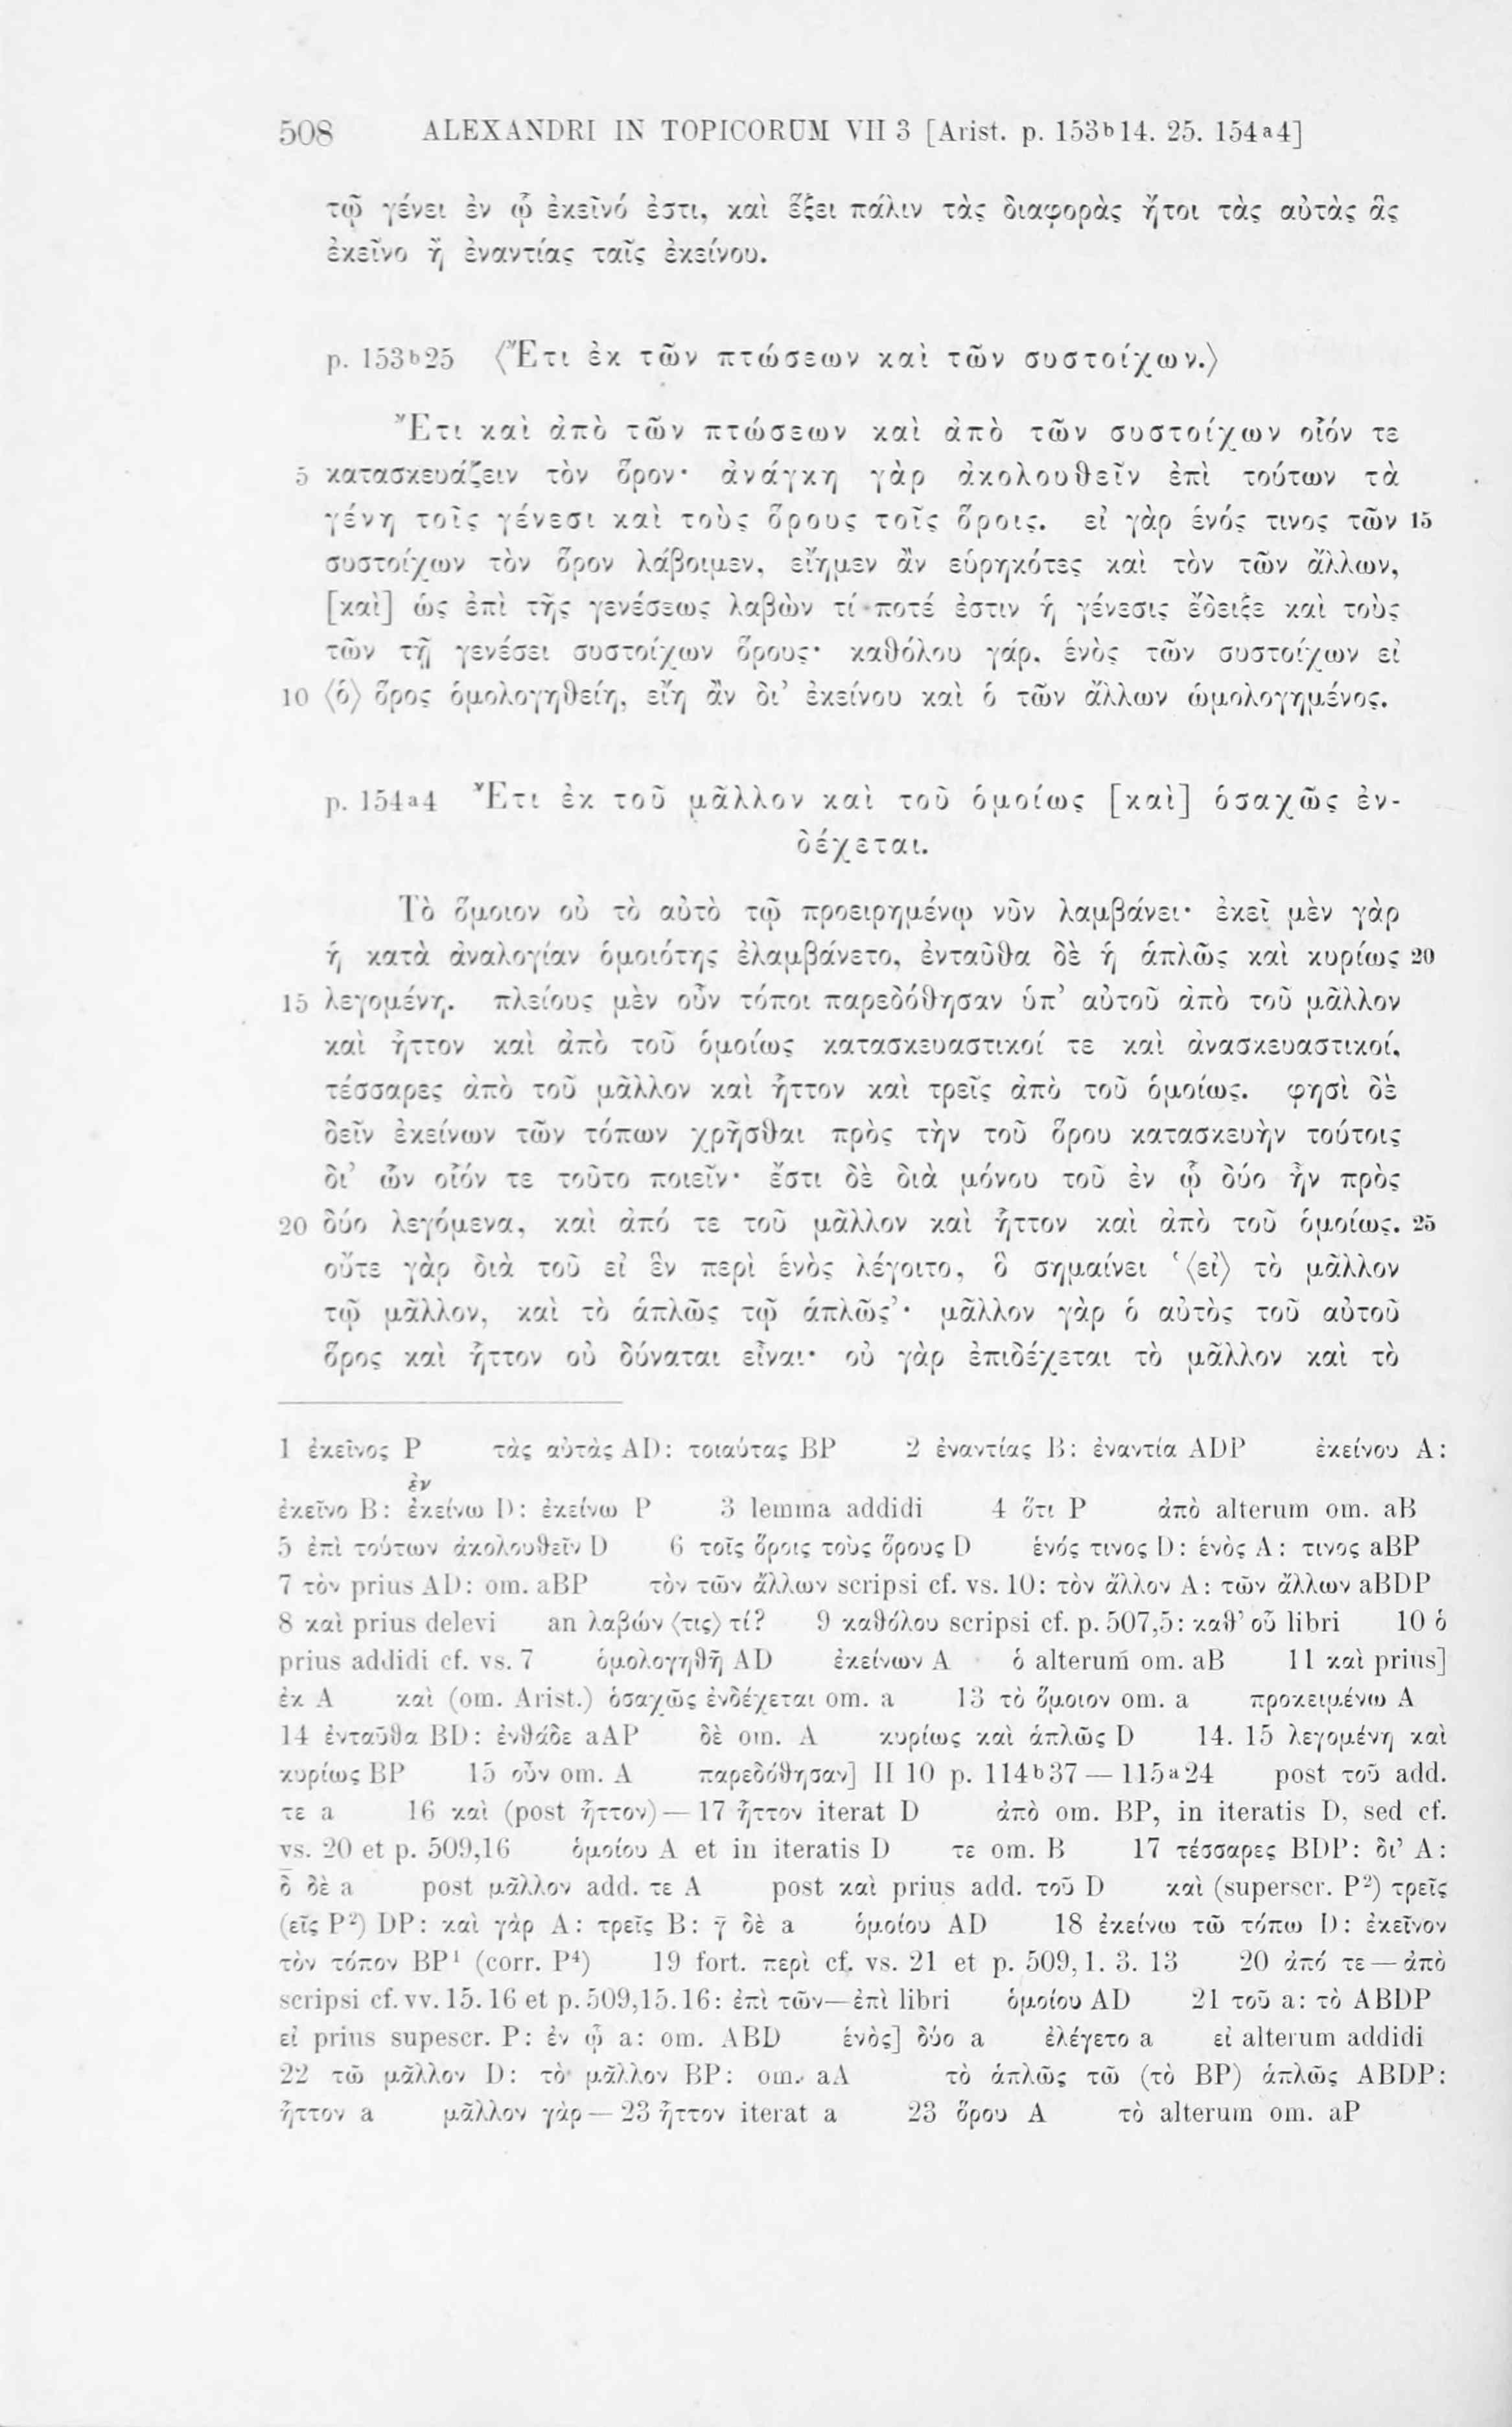 508 ALEXANDRI IN TOPICORUM VII 3 [Arist. p. 153b14. 25. 154a4]
τῷ γένει ἐν ᾧ ἐκεῖνό ἐστι, καὶ ἕξει πάλιν τὰς διαφορὰς ἤτοι τὰς αὐτὰς ἃς
ἐκεῖνο ἢ ἐναντίας ταῖς ἐκείνου.
p. 153b25 〈Ἔτι ἐκ τῶν πτώσεων καὶ τῶν συστοίχων.〉
Ἔτι καὶ ἀπὸ τῶν πτώσεων καὶ ἀπὸ τῶν συστοίχων οἷόν τε
5 κατασκευάζειν τὸν ὅρον· ἀνάγκη γὰρ ἀκολουθεῖν ἐπὶ τούτων τὰ
γένη τοῖς γένεσι καὶ τοὺς ὅρους τοῖς ὅροις. εἰ γὰρ ἑνός τινος τῶν 15
συστοίχων τὸν ὅρον λάβοιμεν, εἴημεν ἂν εὑρηκότες καὶ τὸν τῶν ἄλλων,
[καὶ] ὡς ἐπὶ τῆς γενέσεως λαβὼν τί ποτέ ἐστιν ἡ γένεσις ἔδειξε καὶ τοὺς
τῶν τῇ γενέσει συστοίχων ὅρους· καθόλου γάρ, ἑνὸς τῶν συστοίχων εἰ
10 〈ὁ〉 ὅρος ὁμολογηθείη, εἴη ἂν δι’ ἐκείνου καὶ ὁ τῶν ἄλλων ὡμολογημένος.
p. 154a4 Ἔτι ἐκ τοῦ μᾶλλον καὶ τοῦ ὁμοίως [καὶ] ὁσαχῶς ἐν-
δέχεται.
Τὸ ὅμοιον οὐ τὸ αὐτὸ τῷ προειρημένῳ νῦν λαμβάνει· ἐκεῖ μὲν γὰρ
ἡ κατὰ ἀναλογίαν ὁμοιότης ἐλαμβάνετο, ἐνταῦθα δὲ ἡ ἁπλῶς καὶ κυρίως 20
15 λεγομένη. πλείους μὲν οὖν τόποι παρεδόθησαν ὑπ’ αὐτοῦ ἀπὸ τοῦ μᾶλλον
καὶ ἧττον καὶ ἀπὸ τοῦ ὁμοίως κατασκευαστικοί τε καὶ ἀνασκευαστικοί,
τέσσαρες ἀπὸ τοῦ μᾶλλον καὶ ἧττον καὶ τρεῖς ἀπὸ τοῦ ὁμοίως. φησὶ δὲ
δεῖν ἐκείνων τῶν τόπων χρῆσθαι πρὸς τὴν τοῦ ὅρου κατασκευὴν τούτοις
δι’ ὧν οἷόν τε τοῦτο ποιεῖν· ἔστι δὲ διὰ μόνου τοῦ ἐν ᾧ δύο ἦν πρὸς
20 δύο λεγόμενα, καὶ ἀπό τε τοῦ μᾶλλον καὶ ἧττον καὶ ἀπὸ τοῦ ὁμοίως. 25
οὔτε γὰρ διὰ τοῦ εἰ ἓν περὶ ἑνὸς λέγοιτο, ὃ σημαίνει ‘〈εἰ〉 τὸ μᾶλλον
τῷ μᾶλλον, καὶ τὸ ἁπλῶς τῷ ἁπλῶς’· μᾶλλον γὰρ ὁ αὐτὸς τοῦ αὐτοῦ
ὅρος καὶ ἧττον οὐ δύναται εἶναι· οὐ γὰρ ἐπιδέχεται τὸ μᾶλλον καὶ τὸ
1 ἐκεῖνος P τὰς αὐτὰς AD: τοιαύτας BP 2 ἐναντίας B: ἐναντία ADP ἐκείνου A:
ἐν
ἐκεῖνο B: ἐκείνω D: ἐκείνω P 3 lemma addidi 4 ὅτι P ἀπὸ alterum om. aB
5 ἐπὶ τούτων ἀκολουθεῖν D 6 τοῖς ὅροις τοὺς ὅρους D ἑνός τινος D: ἑνὸς A: τινος aBP
7 τὸν prius AD: om. aBP τὸν τῶν ἄλλων scripsi cf. vs. 10: τὸν ἄλλον A: τῶν ἄλλων aBDP
8 καὶ prius delevi an λαβών 〈τις〉 τί? 9 καθόλου scripsi cf. p. 507,5: καθ’ οὗ libri 10 ὁ
prius addidi cf. vs. 7 ὁμολογηθῆ AD ἐκείνων A ὁ alterum om. aB 11 καὶ prius]
ἐκ A καὶ (om. Arist.) ὁσαχῶς ἐνδέχεται om. a 13 τὸ ὅμοιον om. a προκειμένω A
14 ἐνταῦθα BD: ἐνθάδε aAP δὲ om. A κυρίως καὶ ἁπλῶς D 14. 15 λεγομένη καὶ
κυρίως BP 15 οὖν om. A παρεδόθησαν] II 10 p. 114b37 — 115a24 post τοῦ add.
τε a 16 καὶ (post ἧττον) — 17 ἧττον iterat D ἀπὸ om. BP, in iteratis D, sed cf.
vs. 20 et p. 509,16 ὁμοίου A et in iteratis D τε om. B 17 τέσσαρες BDP: δι’ A:
δ̄ δὲ a post μᾶλλον add. τε A post καὶ prius add. τοῦ D καὶ (superscr. P²) τρεῖς
(εἰς P²) DP: καὶ γὰρ A: τρεῖς B: γ̄ δὲ a ὁμοίου AD 18 ἐκείνω τῶ τόπω D: ἐκεῖνον
τὸν τόπον BP¹ (corr. P⁴) 19 fort. περὶ cf. vs. 21 et p. 509,1. 3. 13 20 ἀπό τε — ἀπὸ
scripsi cf. vv. 15. 16 et p. 509,15. 16: ἐπὶ τῶν—ἐπὶ libri ὁμοίου AD 21 τοῦ a: τὸ ABDP
εἰ prius supescr. P: ἐν ᾧ a: om. ABD ἑνὸς] δύο a ἐλέγετο a εἰ alterum addidi
22 τῶ μᾶλλον D: τὸ μᾶλλον BP: om. aA τὸ ἁπλῶς τῶ (τὸ BP) ἁπλῶς ABDP:
ἧττον a μᾶλλον γὰρ — 23 ἧττον iterat a 23 ὅρου A τὸ alterum om. aP